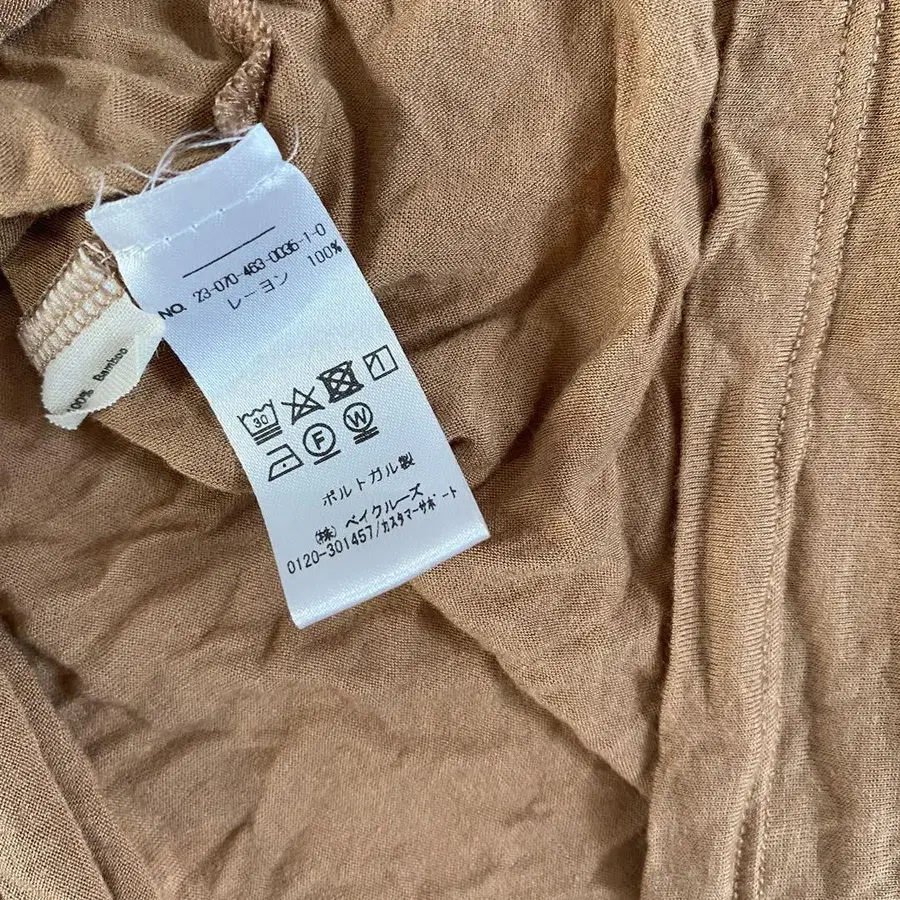 NO. 23-070-463-0036-1-0
レーヨン 100%
30
1
F W
ポルトガル製
(株) ベイクルーズ
0120-301457/カスタマーサポート
100% Bamboo